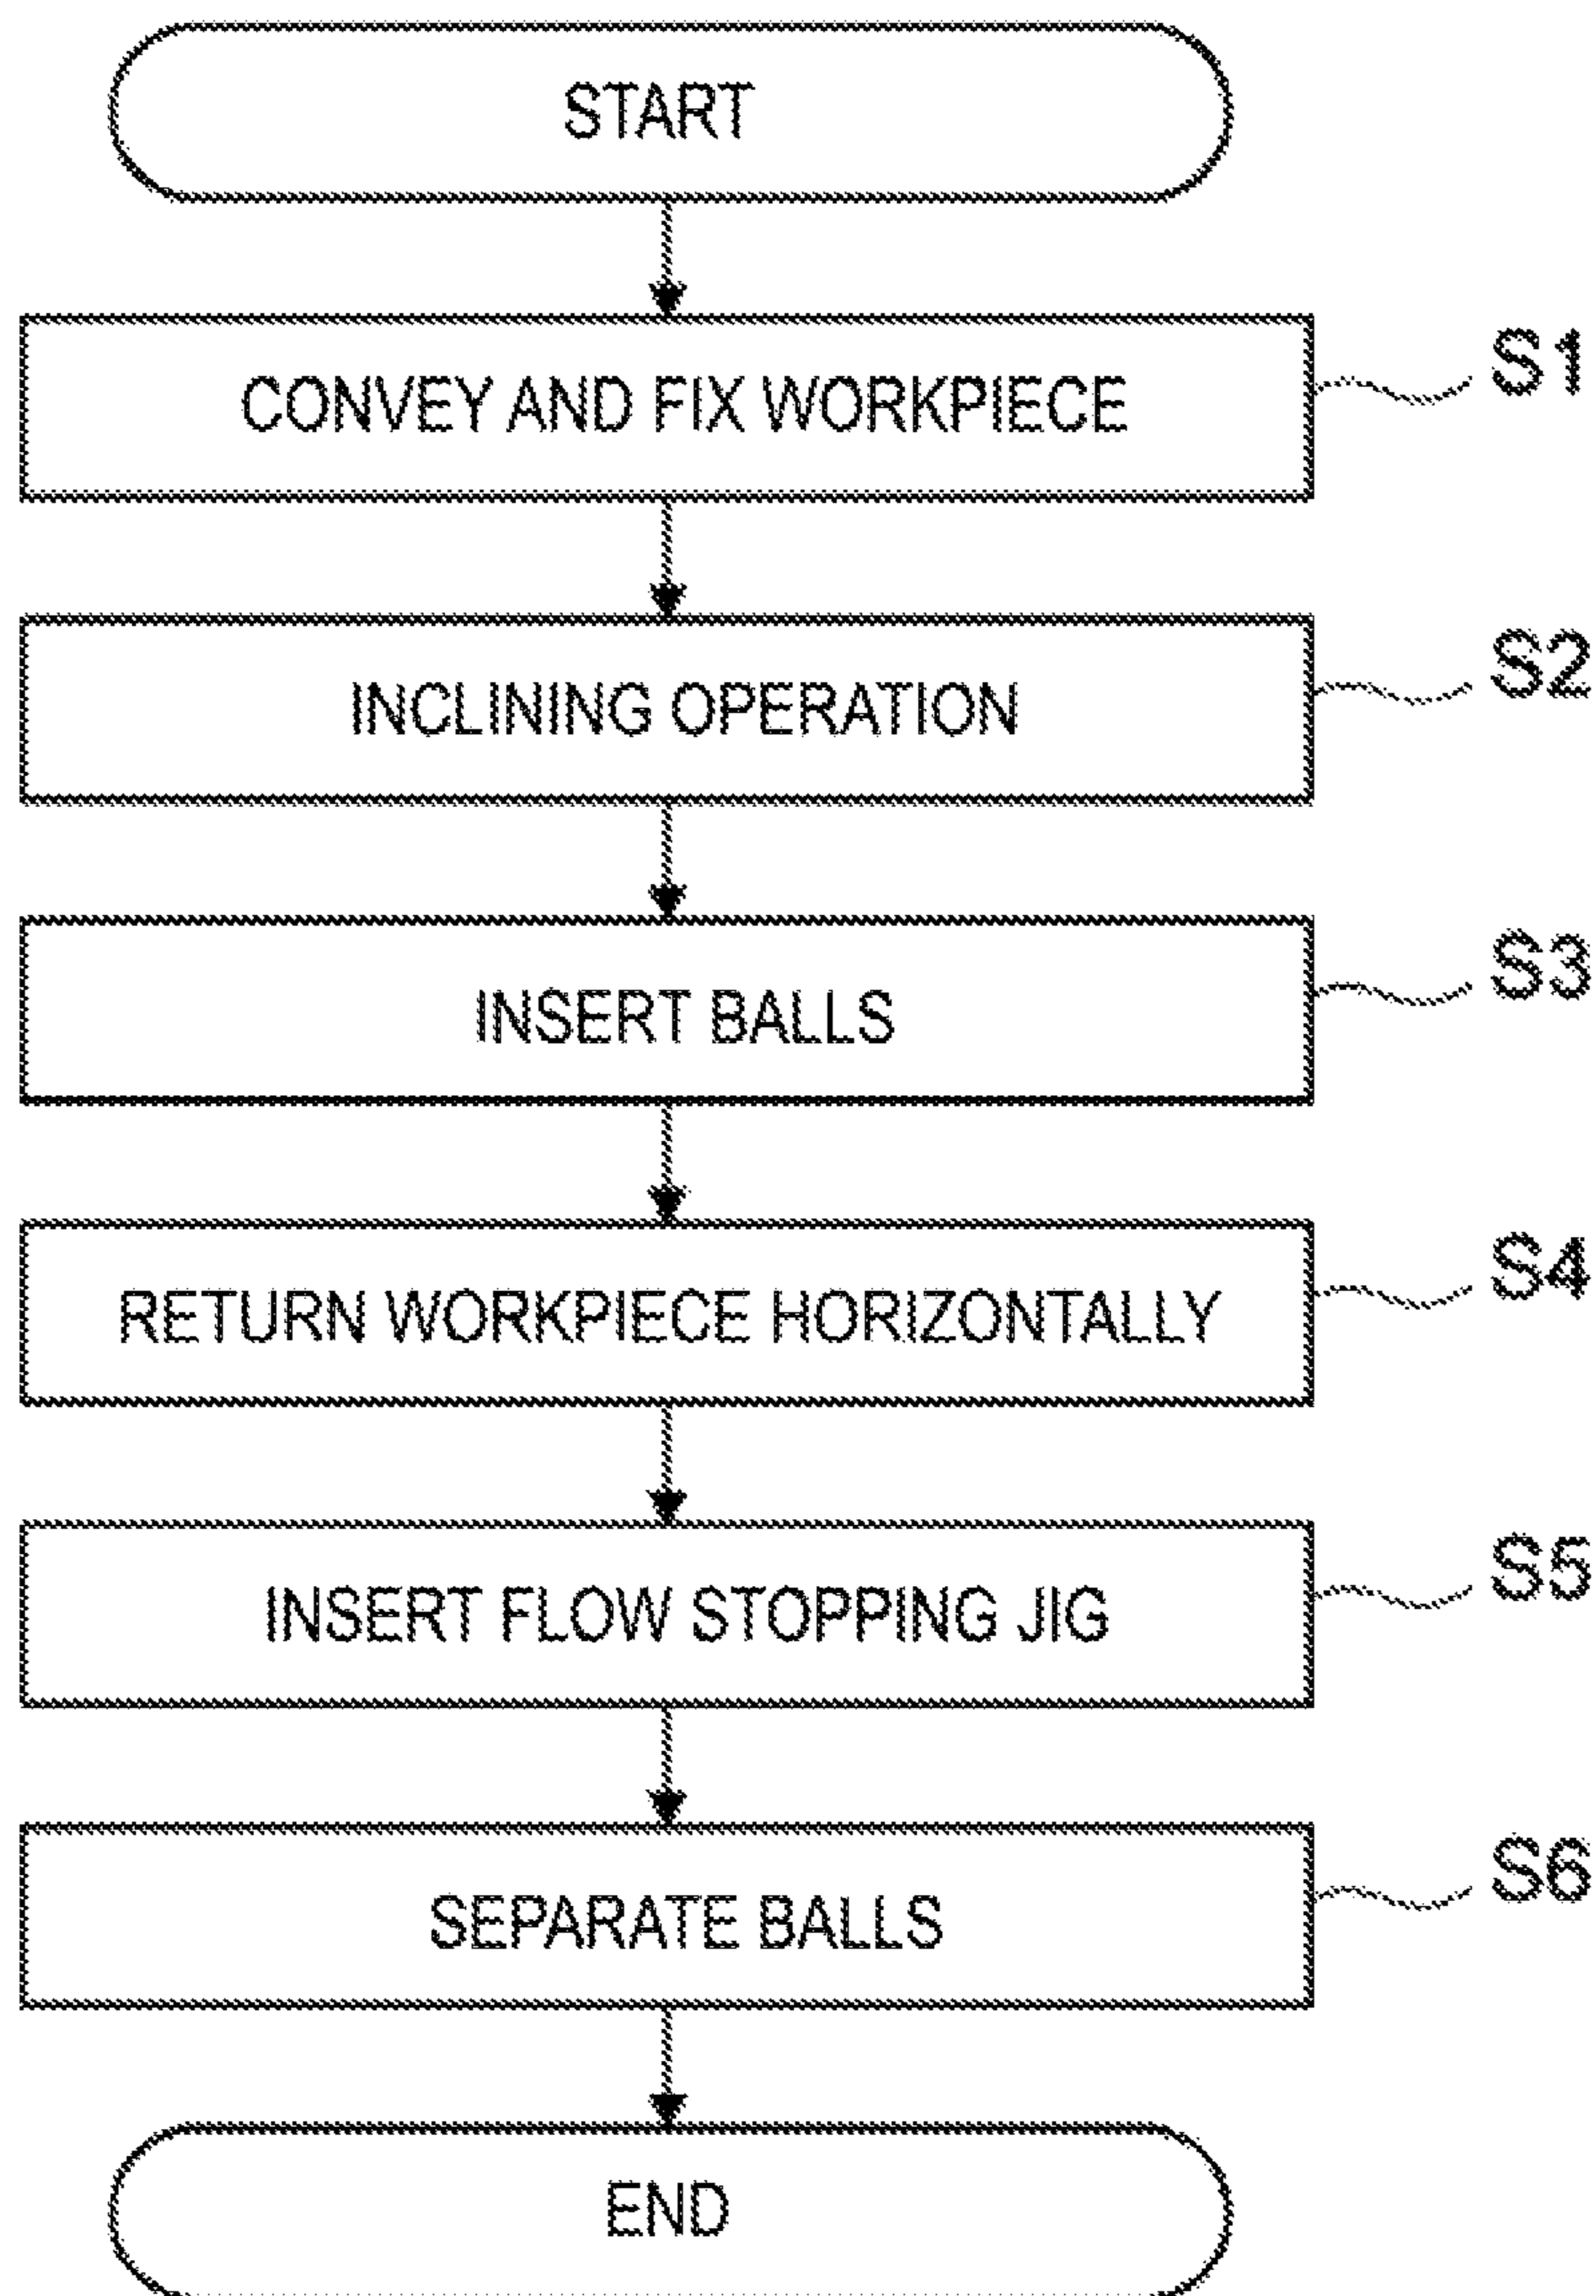 START
CONVEY AND FIX WORKPIECE
S1
INCLINING OPERATION
S2
INSERT BALLS
S3
RETURN WORKPIECE HORIZONTALLY
S4
INSERT FLOW STOPPING JIG
S5
SEPARATE BALLS
S6
END